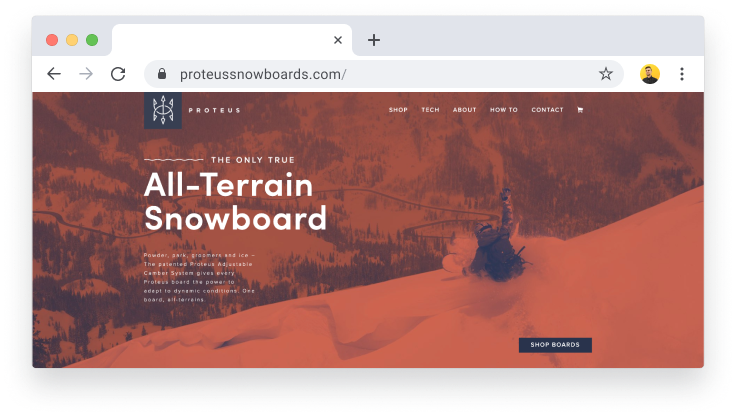 proteussnowboards.com/
PROTEUS
SHOP TECH ABOUT HOW TO CONTACT
THE ONLY TRUE
All-Terrain
Snowboard
Powder, park, groomers and ice –
The patented Proteus Adjustable
Camber System gives every
Proteus board the power to
adapt to dynamic conditions: One
board, all-terrains.
SHOP BOARDS